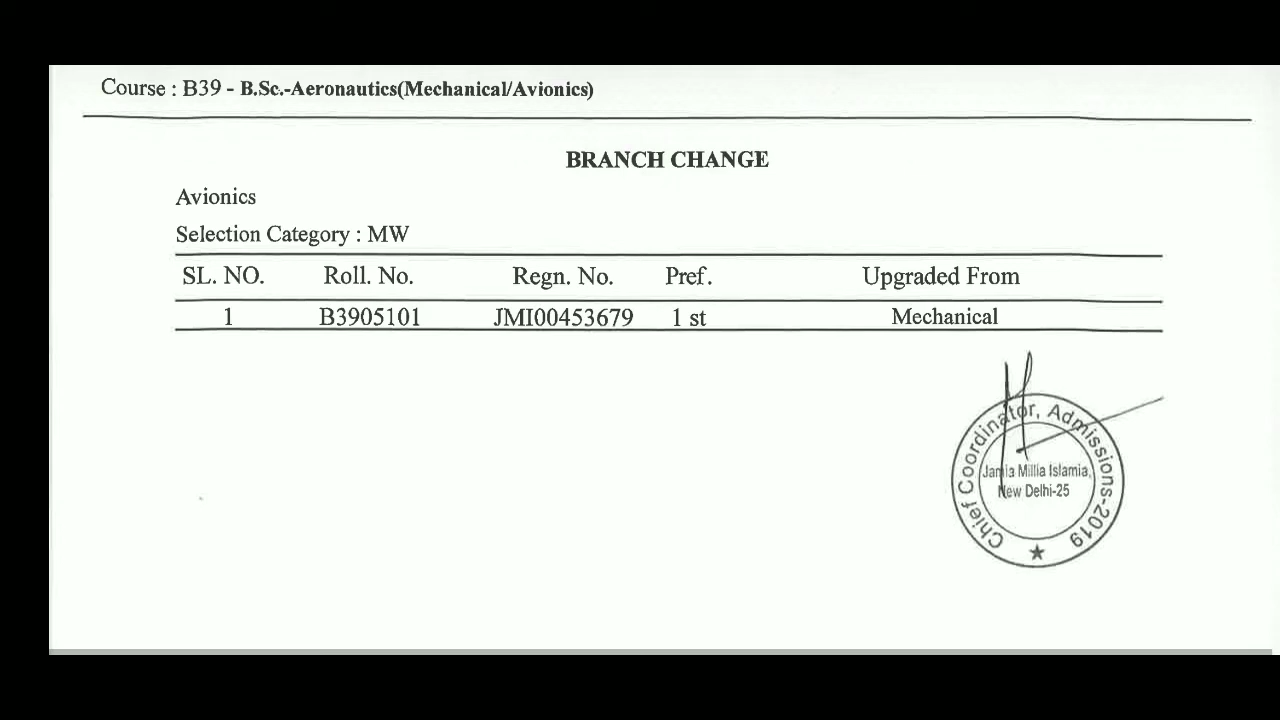 Course : B39 - B.Sc.-Aeronautics(Mechanical/Avionics)
BRANCH CHANGE
Avionics
Selection Category : MW
SL. NO. Roll. No. Regn. No. Pref. Upgraded From
1 B3905101 JMI00453679 1 st Mechanical
Chief Coordinator, Admissions-2019
Jamia Millia Islamia,
New Delhi-25